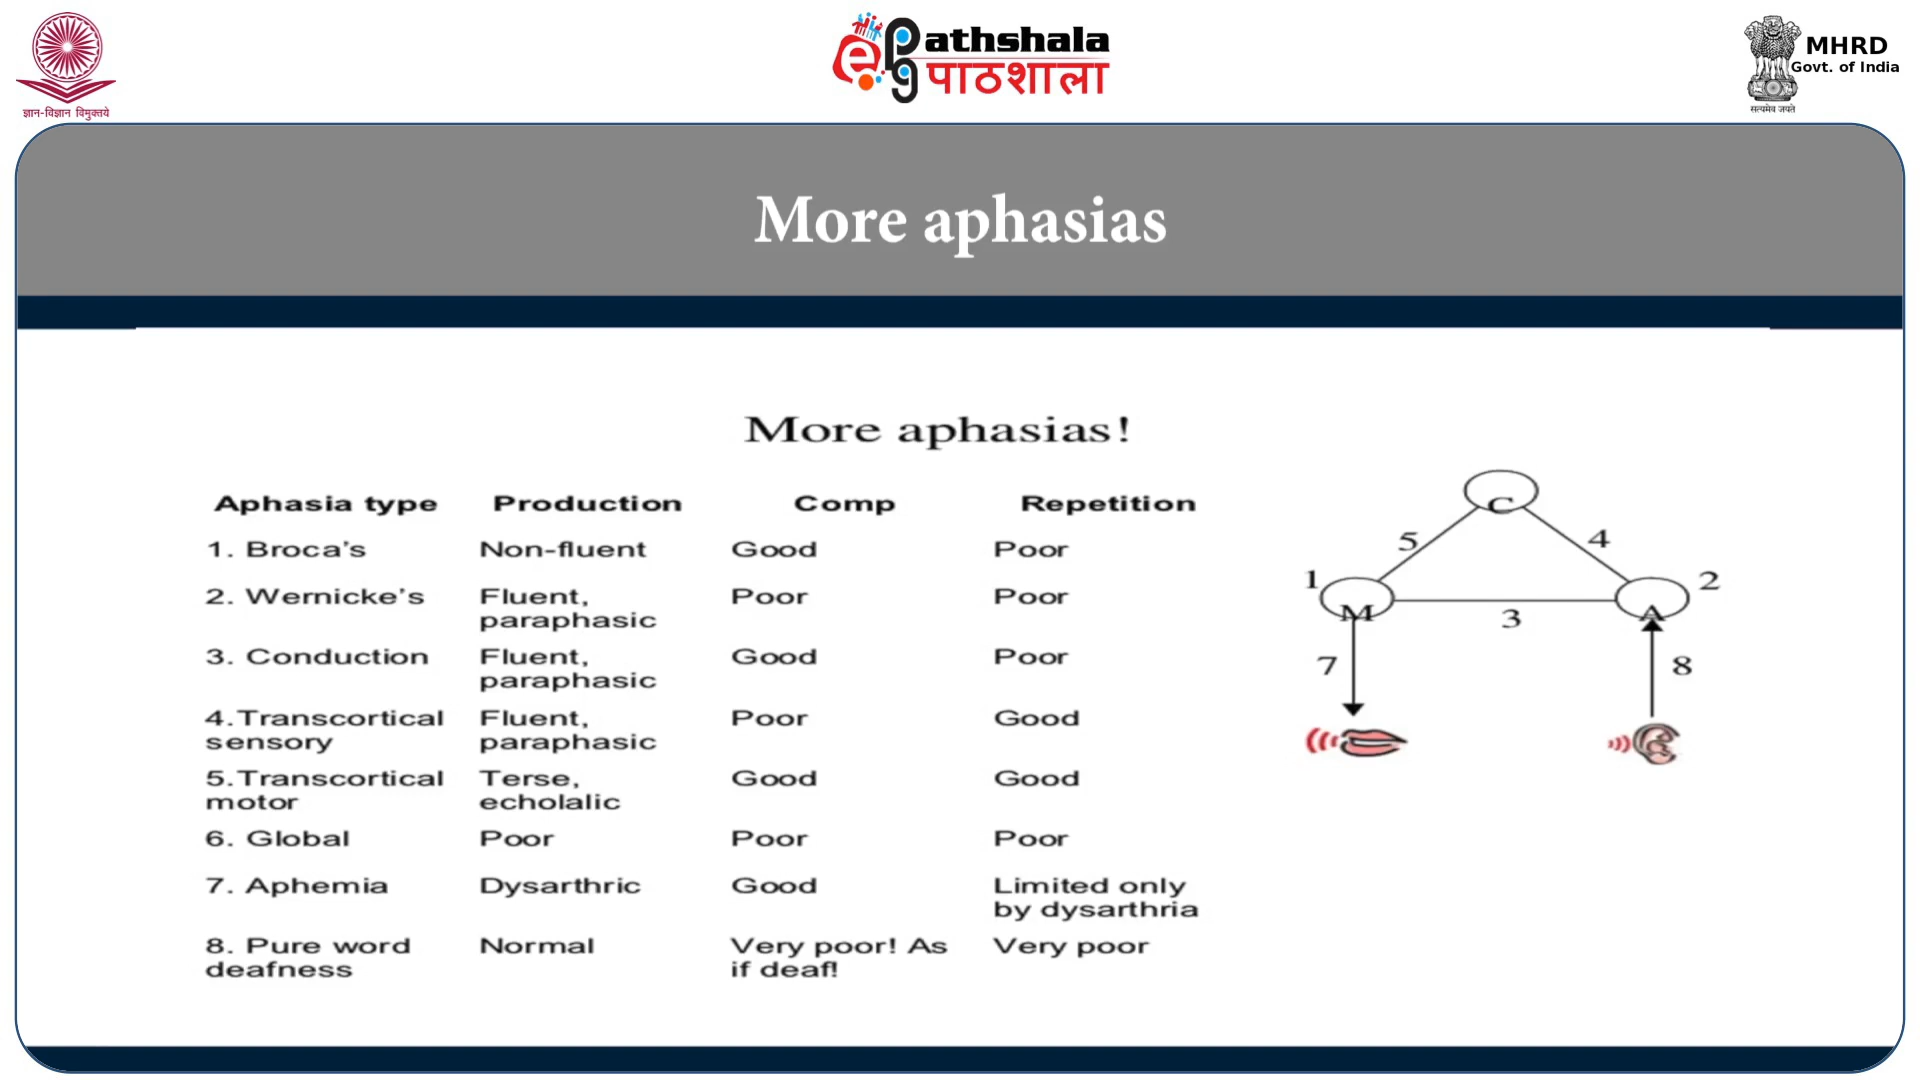 ज्ञान-विज्ञान विमुक्तये
ePG athshala
पाठशाला
MHRD
Govt. of India
सत्यमेव जयते
More aphasias
More aphasias!
Aphasia type Production Comp Repetition
1. Broca's Non-fluent Good Poor
2. Wernicke's Fluent, paraphasic Poor Poor
3. Conduction Fluent, paraphasic Good Poor
4.Transcortical sensory Fluent, paraphasic Poor Good
5.Transcortical motor Terse, echolalic Good Good
6. Global Poor Poor Poor
7. Aphemia Dysarthric Good Limited only by dysarthria
8. Pure word deafness Normal Very poor! As if deaf! Very poor
C
5 4
1 M 3 A 2
7 8